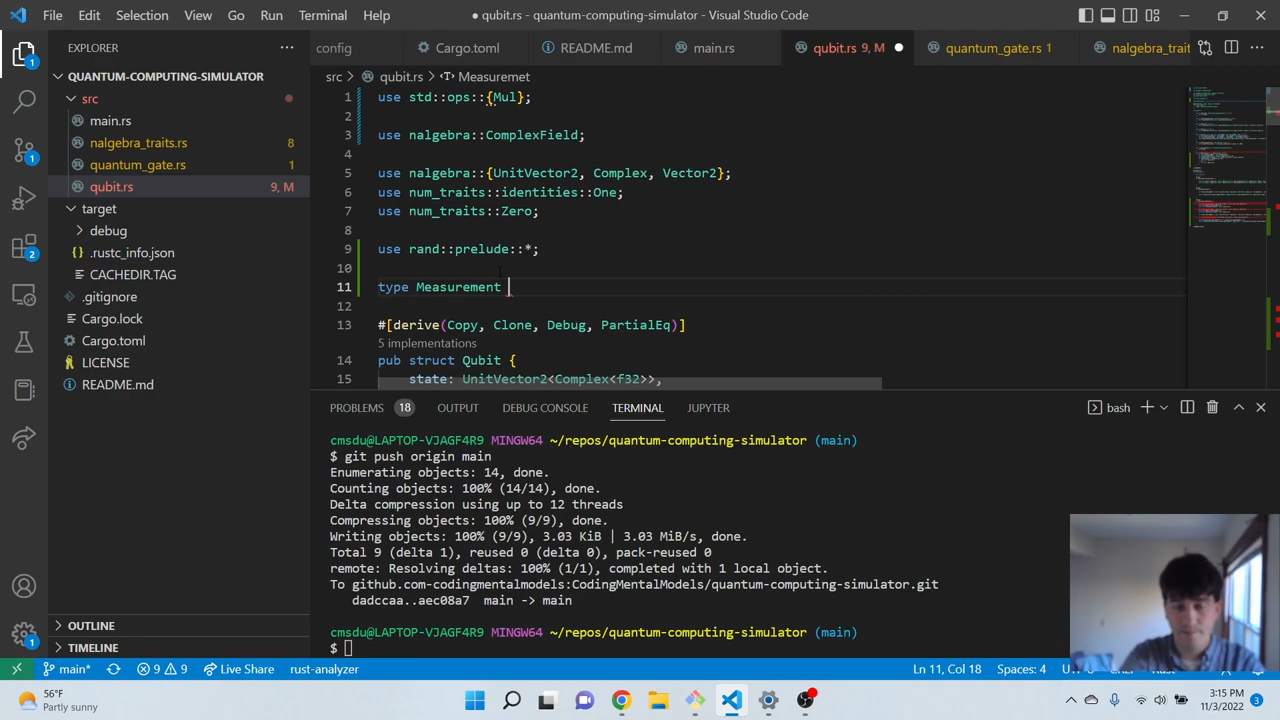 File Edit Selection View Go Run Terminal Help
● qubit.rs - quantum-computing-simulator - Visual Studio Code
EXPLORER
config
Cargo.toml
README.md
main.rs
qubit.rs 9, M
quantum_gate.rs 1
nalgebra_trait
src > qubit.rs > Measuremet
QUANTUM-COMPUTING-SIMULATOR
src
main.rs
nalgebra_traits.rs 8
quantum_gate.rs 1
qubit.rs 9, M
target
debug
.rustc_info.json
CACHEDIR.TAG
.gitignore
Cargo.lock
Cargo.toml
LICENSE
README.md
OUTLINE
TIMELINE
1 use std::ops::{Mul};
2
3 use nalgebra::ComplexField;
4
5 use nalgebra::{UnitVector2, Complex, Vector2};
6 use num_traits::identities::One;
7 use num_traits::Zero;
8
9 use rand::prelude::*;
10
11 type Measurement
12
13 #[derive(Copy, Clone, Debug, PartialEq)]
5 implementations
14 pub struct Qubit {
15 state: UnitVector2<Complex<f32>>,
PROBLEMS 18 OUTPUT DEBUG CONSOLE TERMINAL JUPYTER
bash
cmsdu@LAPTOP-VJAGF4R9 MINGW64 ~/repos/quantum-computing-simulator (main)
$ git push origin main
Enumerating objects: 14, done.
Counting objects: 100% (14/14), done.
Delta compression using up to 12 threads
Compressing objects: 100% (9/9), done.
Writing objects: 100% (9/9), 3.03 KiB | 3.03 MiB/s, done.
Total 9 (delta 1), reused 0 (delta 0), pack-reused 0
remote: Resolving deltas: 100% (1/1), completed with 1 local object.
To github.com-codingmentalmodels:CodingMentalModels/quantum-computing-simulator.git
dadccaa..aec08a7 main -> main
cmsdu@LAPTOP-VJAGF4R9 MINGW64 ~/repos/quantum-computing-simulator (main)
$
main* 9 9 Live Share rust-analyzer
Ln 11, Col 18 Spaces: 4
56°F
Partly sunny
3:15 PM
11/3/2022
3